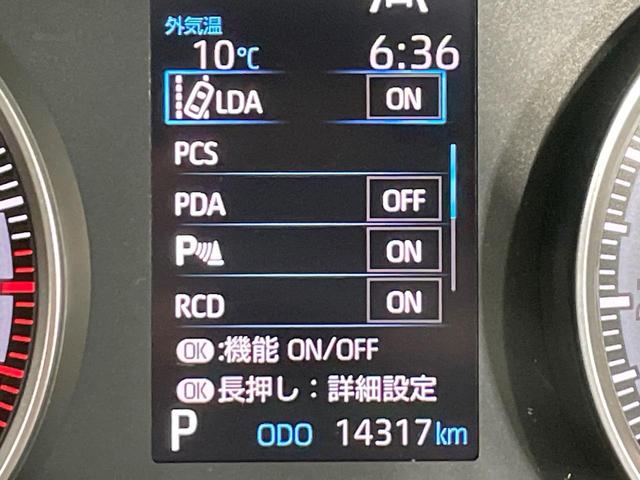 外気温
10℃ 6:36
LDA ON
PCS
PDA OFF
P ON
RCD ON
OK:機能 ON/OFF
OK長押し：詳細設定
P ODO 14317km